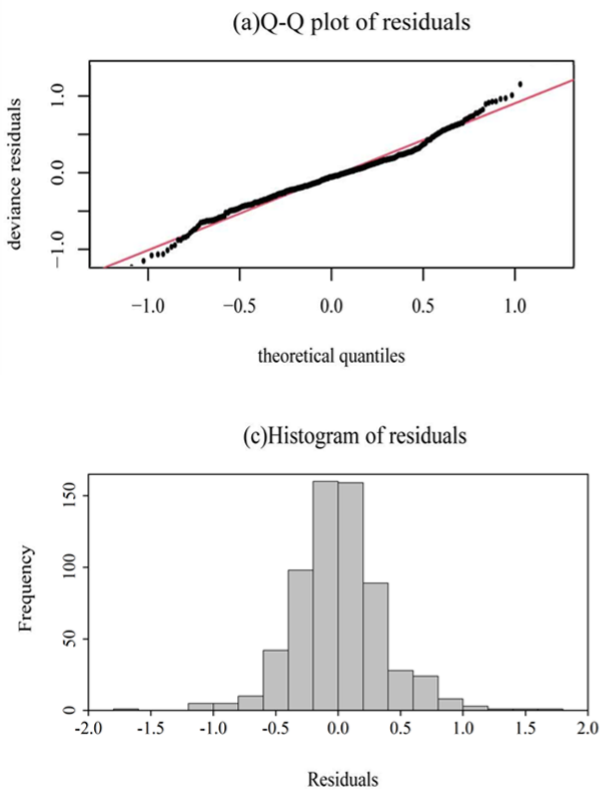 (a)Q-Q plot of residuals
deviance residuals
1.0
0.0
−1.0
−1.0 −0.5 0.0 0.5 1.0
theoretical quantiles
(c)Histogram of residuals
Frequency
150
100
50
0
-2.0 -1.5 -1.0 -0.5 0.0 0.5 1.0 1.5 2.0
Residuals